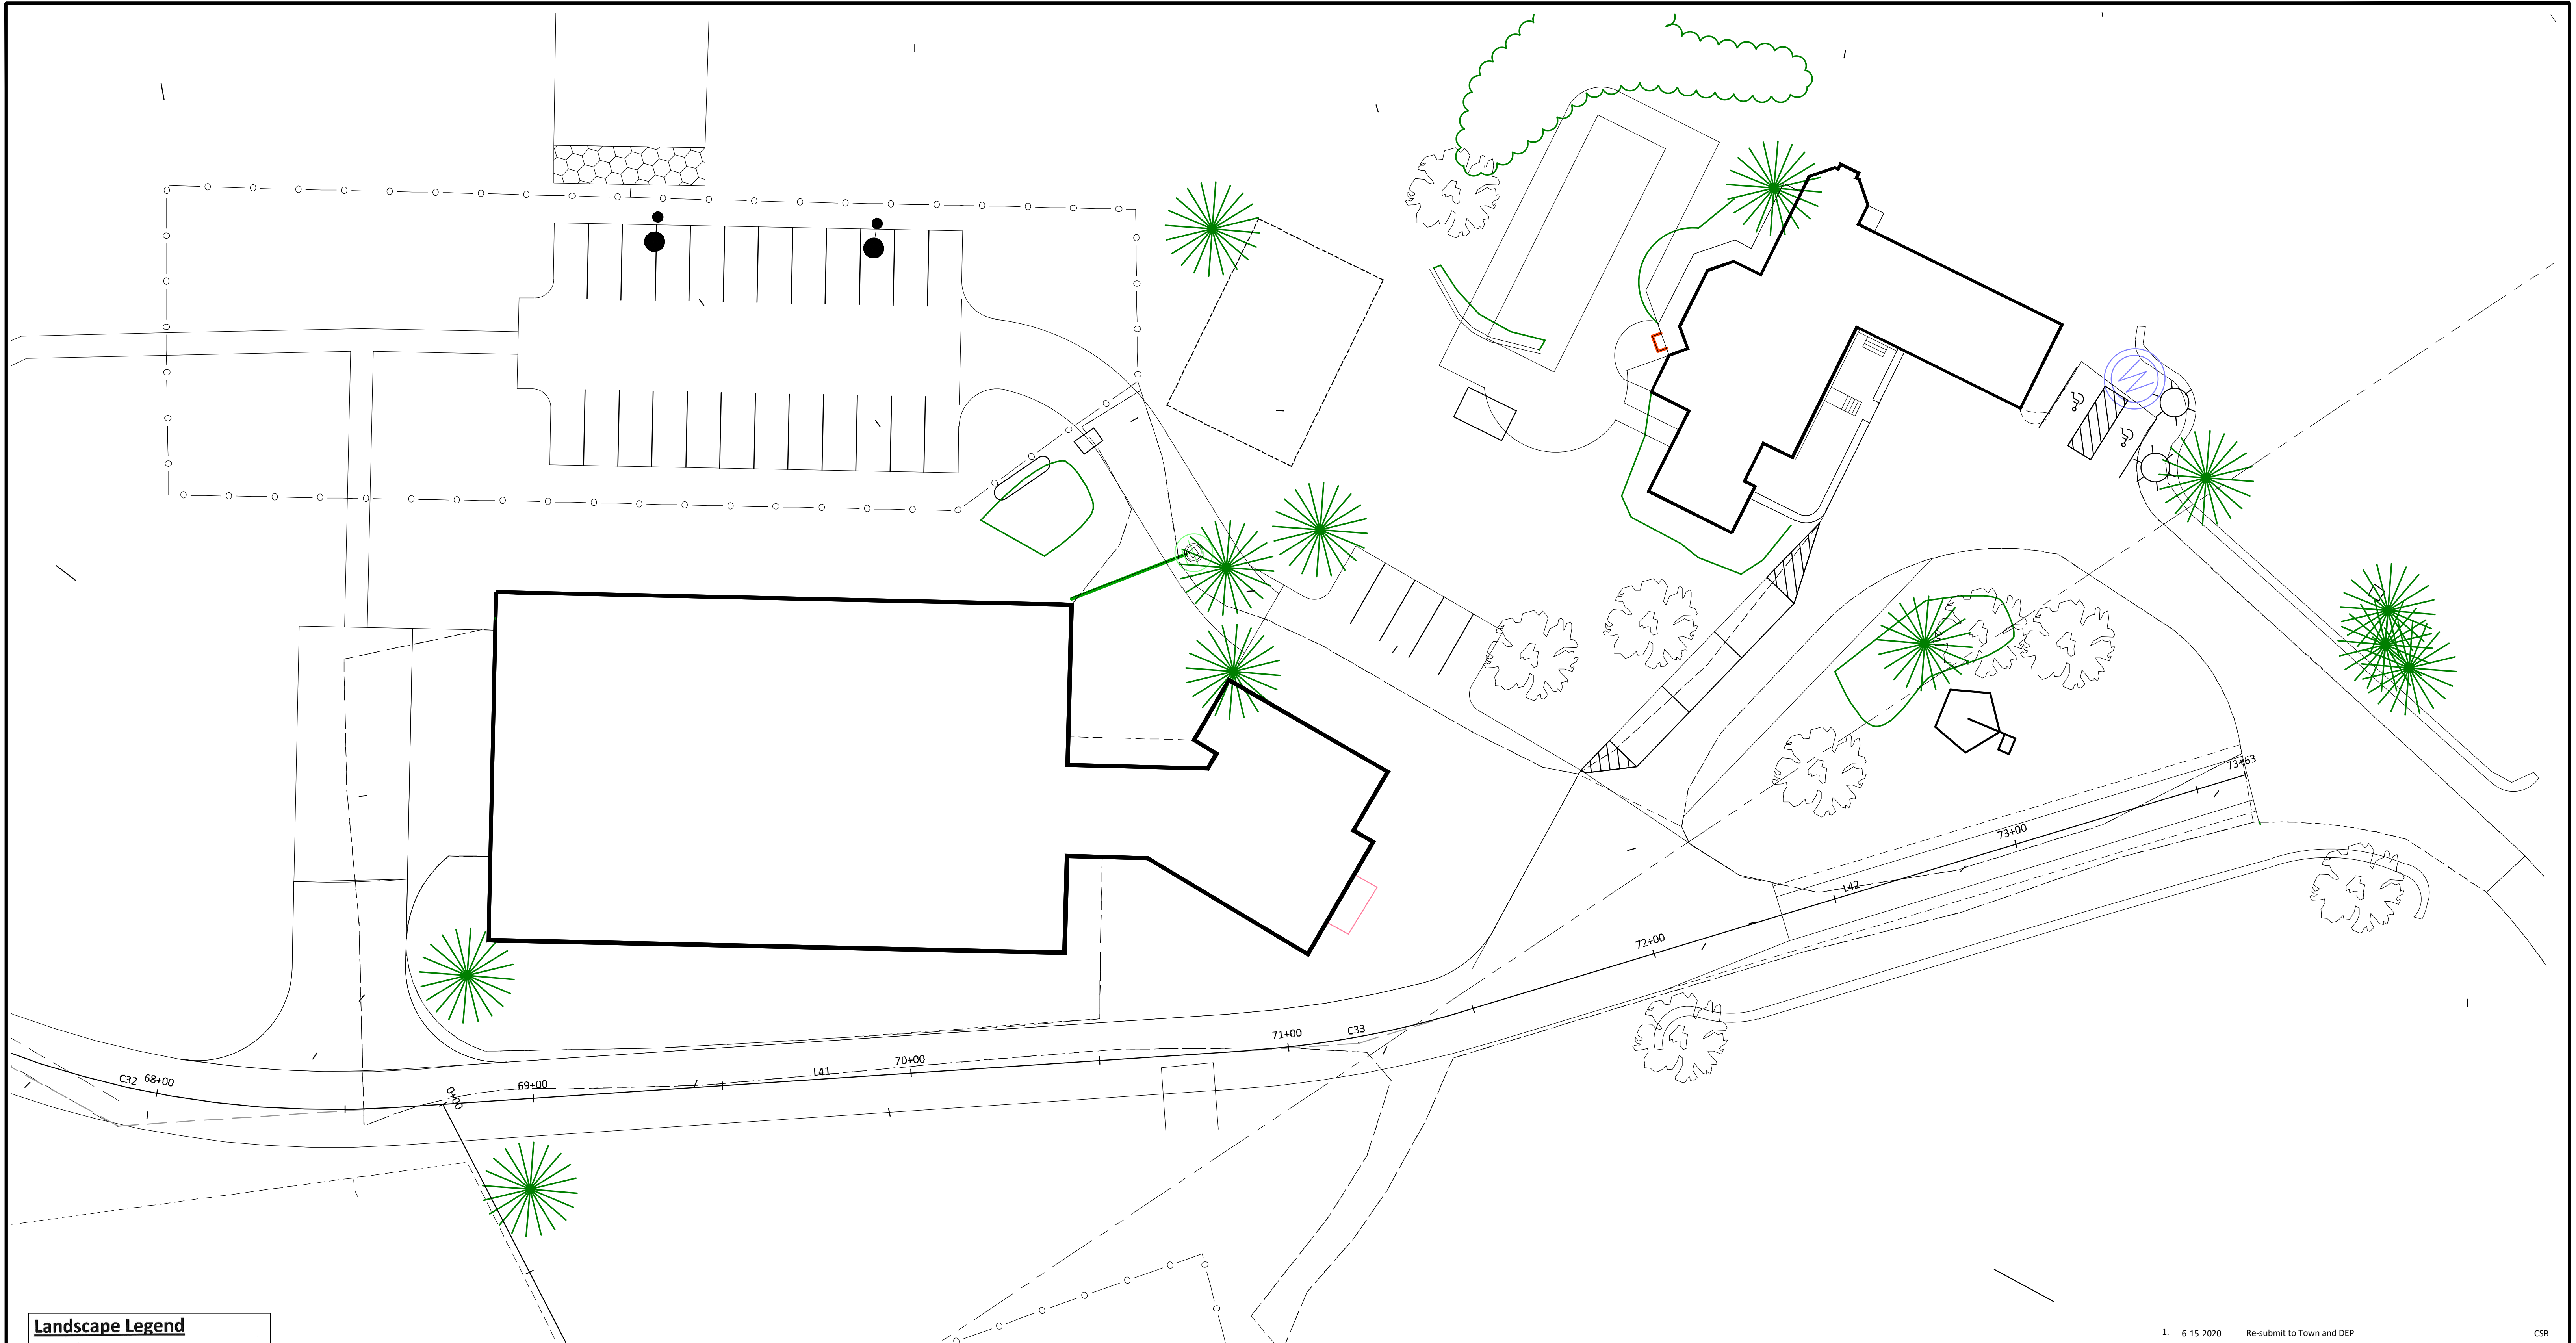 W
73+63
73+00
L42
72+00
71+00
C33
70+00
L41
69+00
0+00
C32
68+00
Landscape Legend
1. 6-15-2020 Re-submit to Town and DEP CSB